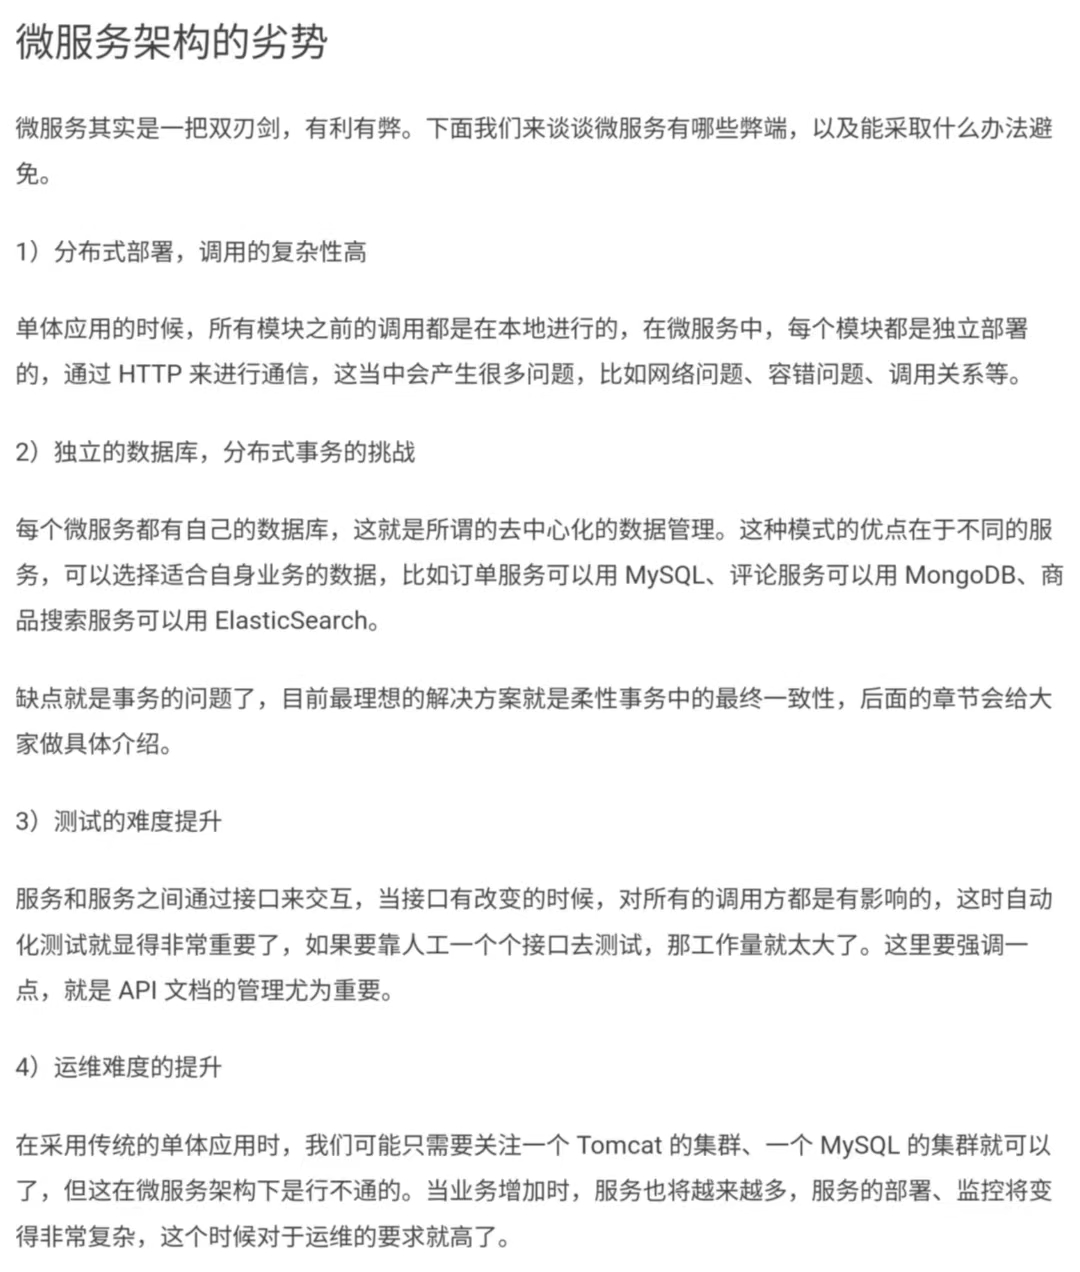 微服务架构的劣势
微服务其实是一把双刃剑，有利有弊。下面我们来谈谈微服务有哪些弊端，以及能采取什么办法避
免。
1）分布式部署，调用的复杂性高
单体应用的时候，所有模块之前的调用都是在本地进行的，在微服务中，每个模块都是独立部署
的，通过 HTTP 来进行通信，这当中会产生很多问题，比如网络问题、容错问题、调用关系等。
2）独立的数据库，分布式事务的挑战
每个微服务都有自己的数据库，这就是所谓的去中心化的数据管理。这种模式的优点在于不同的服
务，可以选择适合自身业务的数据，比如订单服务可以用 MySQL、评论服务可以用 MongoDB、商
品搜索服务可以用 ElasticSearch。
缺点就是事务的问题了，目前最理想的解决方案就是柔性事务中的最终一致性，后面的章节会给大
家做具体介绍。
3）测试的难度提升
服务和服务之间通过接口来交互，当接口有改变的时候，对所有的调用方都是有影响的，这时自动
化测试就显得非常重要了，如果要靠人工一个个接口去测试，那工作量就太大了。这里要强调一
点，就是 API 文档的管理尤为重要。
4）运维难度的提升
在采用传统的单体应用时，我们可能只需要关注一个 Tomcat 的集群、一个 MySQL 的集群就可以
了，但这在微服务架构下是行不通的。当业务增加时，服务也将越来越多，服务的部署、监控将变
得非常复杂，这个时候对于运维的要求就高了。